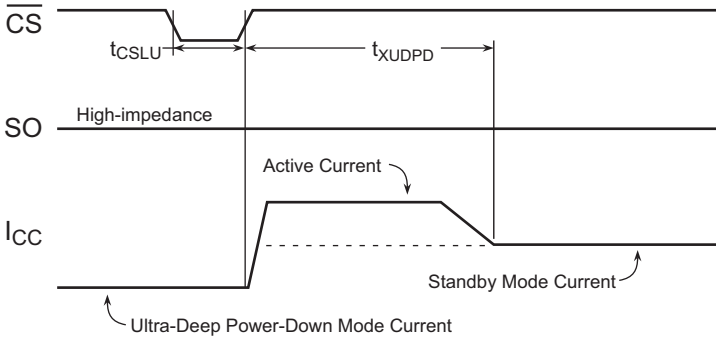 CS
tCSLU
tXUDPD
High-impedance
SO
Active Current
ICC
Standby Mode Current
Ultra-Deep Power-Down Mode Current